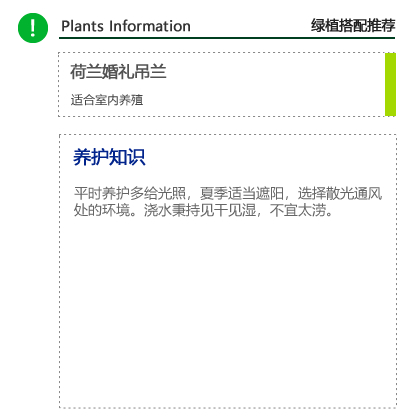 Plants Information 绿植搭配推荐
荷兰婚礼吊兰
适合室内养殖
养护知识
平时养护多给光照，夏季适当遮阳，选择散光通风
处的环境。浇水秉持见干见湿，不宜太涝。